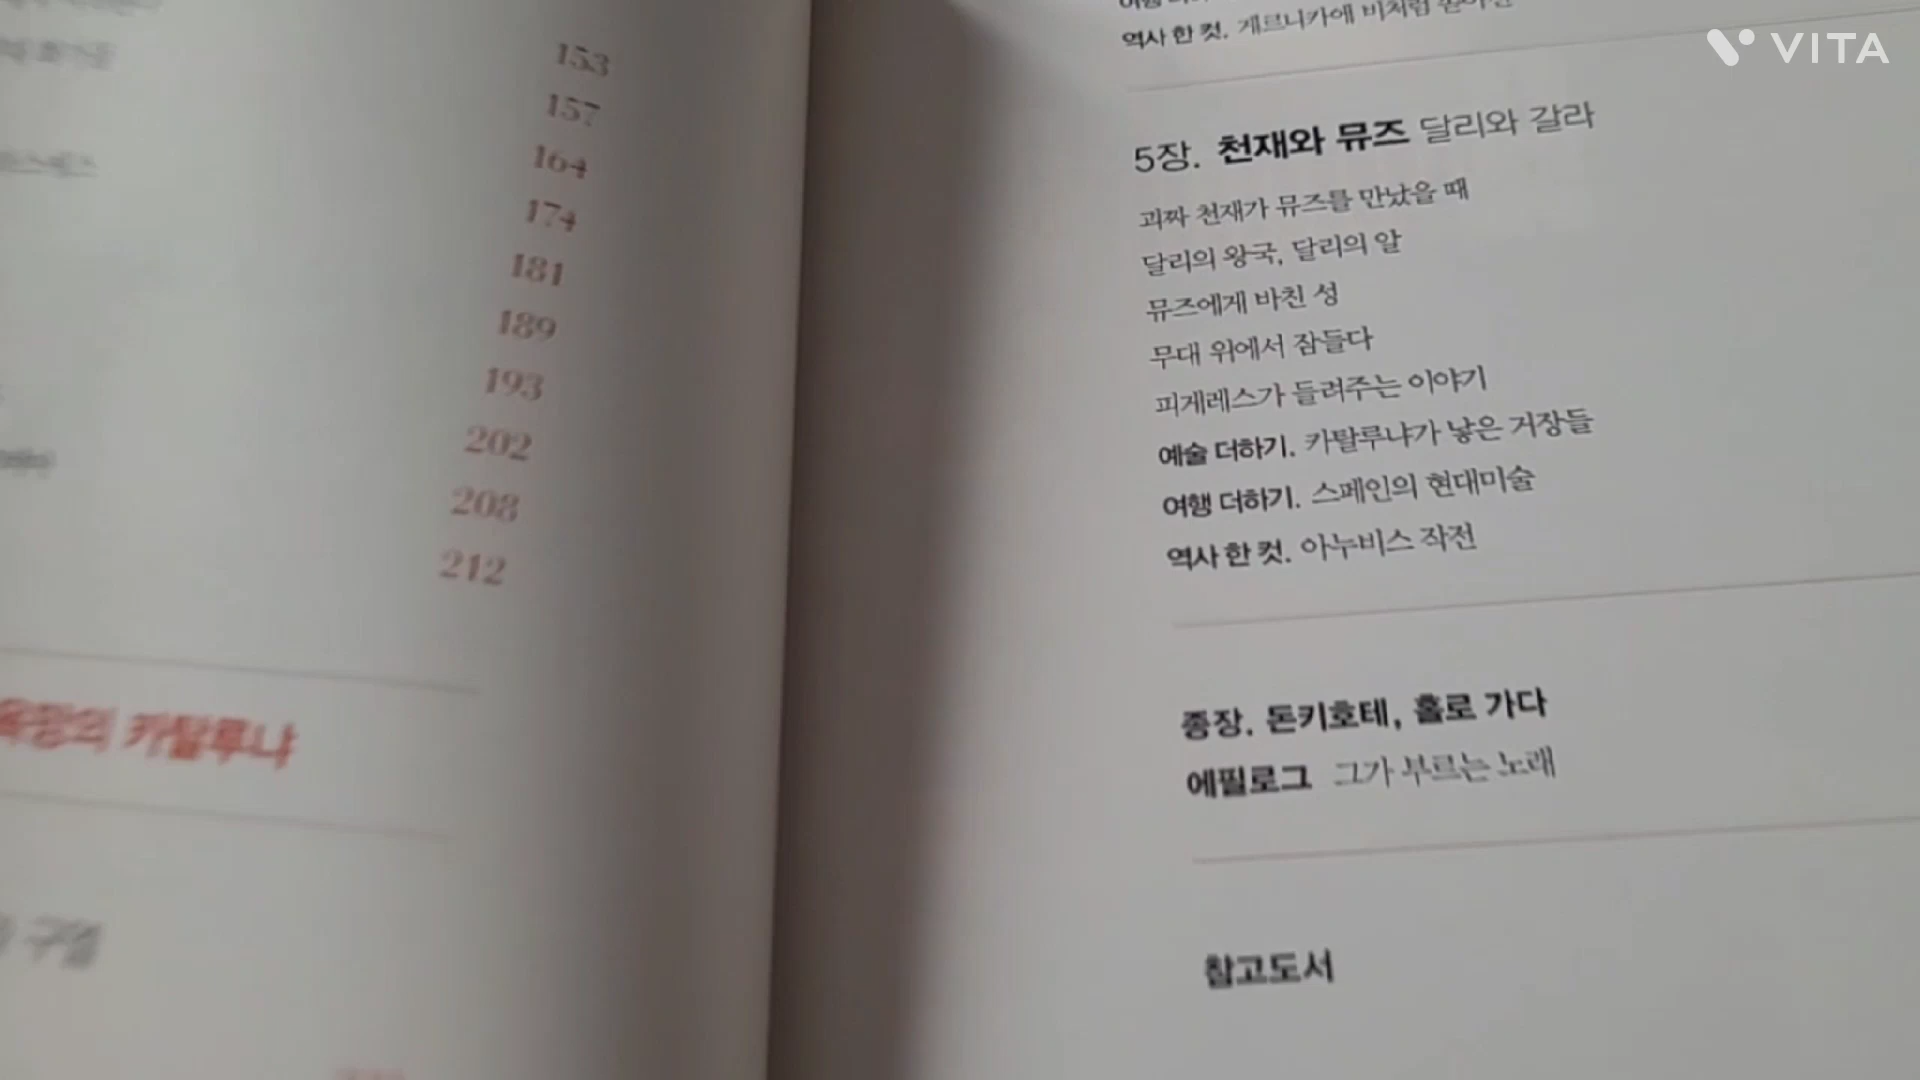 153
157
164
174
181
189
193
202
208
212
카탈루냐
역사 한 컷. 게르니카에 비처럼
5장. 천재와 뮤즈 달리와 갈라
괴짜 천재가 뮤즈를 만났을 때
달리의 왕국, 달리의 알
뮤즈에게 바친 성
무대 위에서 잠들다
피게레스가 들려주는 이야기
예술 더하기. 카탈루냐가 낳은 거장들
여행 더하기. 스페인의 현대미술
역사 한 컷. 아누비스 작전
종장. 돈키호테, 홀로 가다
에필로그 그가 부르는 노래
참고도서
VITA